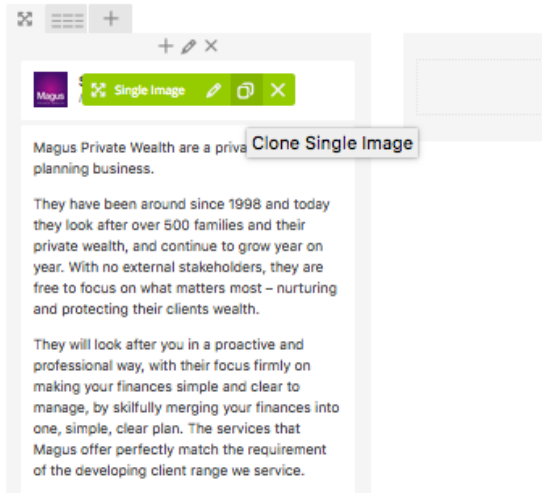 Magus
Single Image
Clone Single Image
Magus Private Wealth are a priva
planning business.
They have been around since 1998 and today
they look after over 500 families and their
private wealth, and continue to grow year on
year. With no external stakeholders, they are
free to focus on what matters most – nurturing
and protecting their clients wealth.
They will look after you in a proactive and
professional way, with their focus firmly on
making your finances simple and clear to
manage, by skilfully merging your finances into
one, simple, clear plan. The services that
Magus offer perfectly match the requirement
of the developing client range we service.